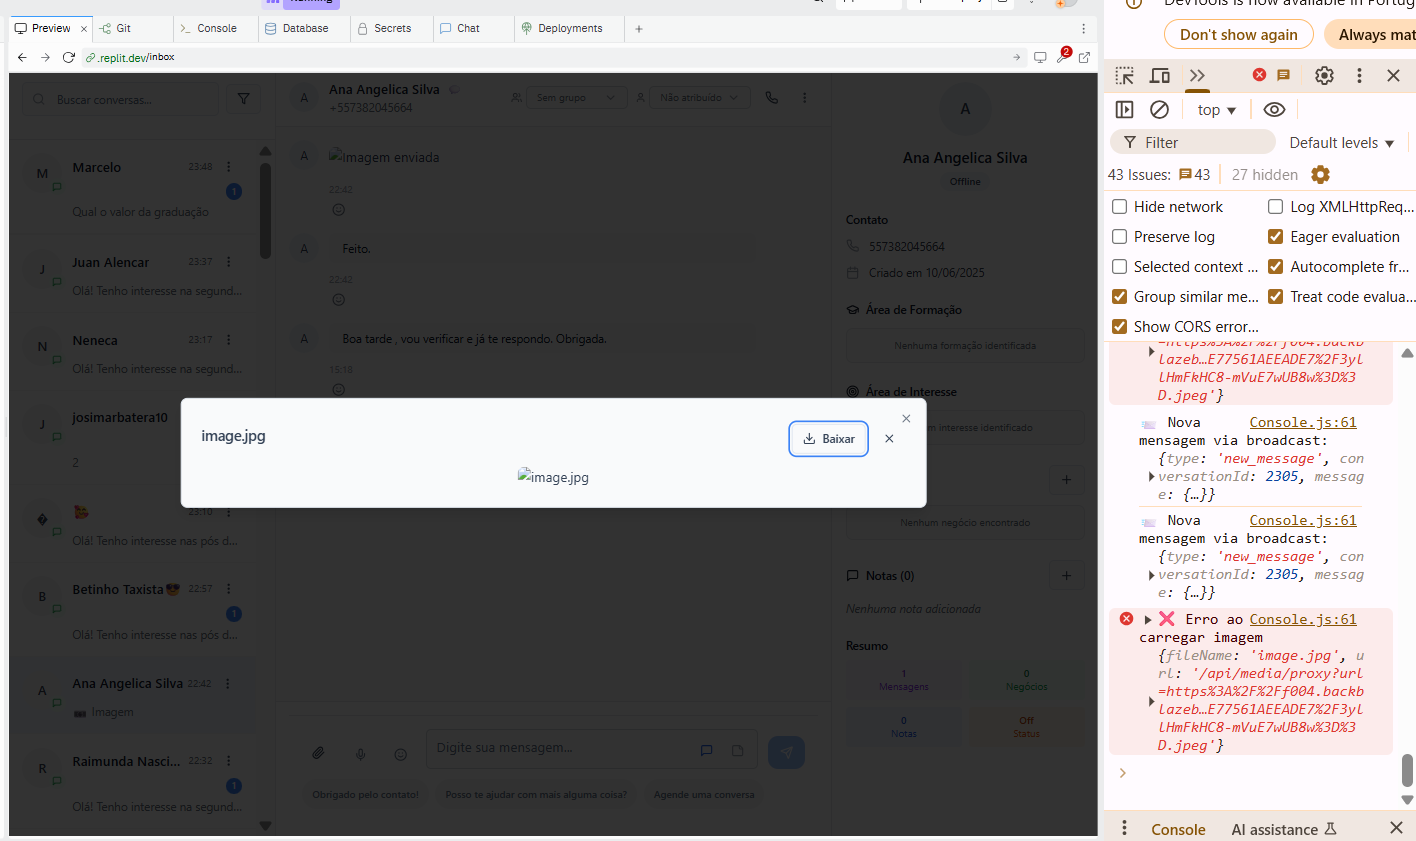 Running
Preview
Git
Console
Database
Secrets
Chat
Deployments
.replit.dev/inbox
2
Buscar conversas...
Marcelo
23:48
1
Qual o valor da graduação
J
Juan Alencar
23:37
Olá! Tenho interesse na segund...
N
Neneca
23:17
Olá! Tenho interesse na segund...
J
josimarbatera10
2
23:10
Olá! Tenho interesse nas pós d...
B
Betinho Taxista😎
22:57
1
Olá! Tenho interesse nas pós d...
A
Ana Angelica Silva
22:42
Imagem
R
Raimunda Nasci...
22:32
1
Olá! Tenho interesse na segund...
A
Ana Angelica Silva
+557382045664
Sem grupo
Não atribuído
A
Imagem enviada
22:42
A
Feito.
22:42
A
Boa tarde , vou verificar e já te respondo. Obrigada.
15:18
image.jpg
Baixar
image.jpg
Digite sua mensagem...
Obrigado pelo contato!
Posso te ajudar com mais alguma coisa?
Agende uma conversa
A
Ana Angelica Silva
Offline
Contato
557382045664
Criado em 10/06/2025
Área de Formação
Nenhuma formação identificada
Área de Interesse
interesse identificado
Nenhum negócio encontrado
Notas (0)
Nenhuma nota adicionada
Resumo
1
Mensagens
0
Negócios
0
Notas
Off
Status
DevTools is now available in Portug
Don't show again
Always mat
top
Filter
Default levels
43 Issues:
43
27 hidden
Hide network
Log XMLHttpReq...
Preserve log
Eager evaluation
Selected context ...
Autocomplete fr...
Group similar me...
Treat code evalua...
Show CORS error...
=https%3A%2F%2Ff004.backb
lazeb…E77561AEEADE7%2F3yl
lHmFkHC8-mVuE7wUB8w%3D%3
D.jpeg'}
Nova
Console.js:61
mensagem via broadcast:
{type: 'new_message', con
versationId: 2305, messag
e: {…}}
Nova
Console.js:61
mensagem via broadcast:
{type: 'new_message', con
versationId: 2305, messag
e: {…}}
❌ Erro ao
Console.js:61
carregar imagem
{fileName: 'image.jpg', u
rl: '/api/media/proxy?url
=https%3A%2F%2Ff004.backb
lazeb…E77561AEEADE7%2F3yl
lHmFkHC8-mVuE7wUB8w%3D%3
D.jpeg'}
Console
AI assistance